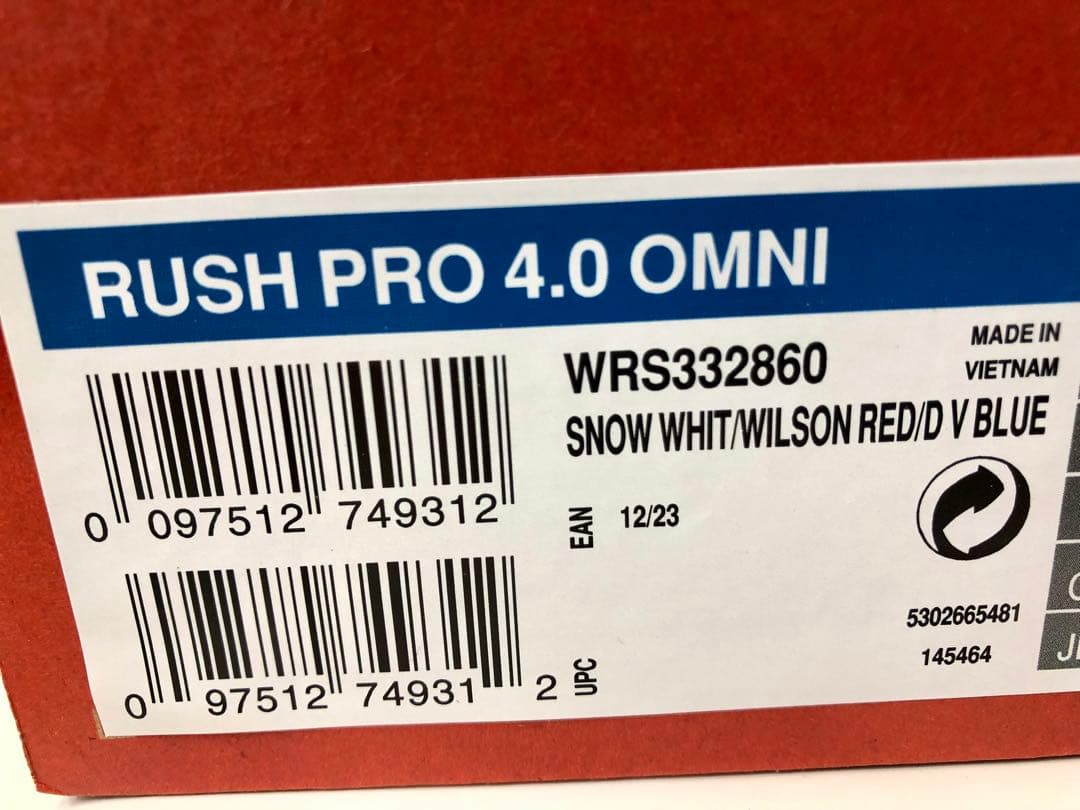 RUSH PRO 4.0 OMNI
WRS332860
MADE IN
VIETNAM
SNOW WHIT/WILSON RED/D V BLUE
0 097512 749312
EAN
12/23
5302665481
145464
0 97512 74931 2
UPC